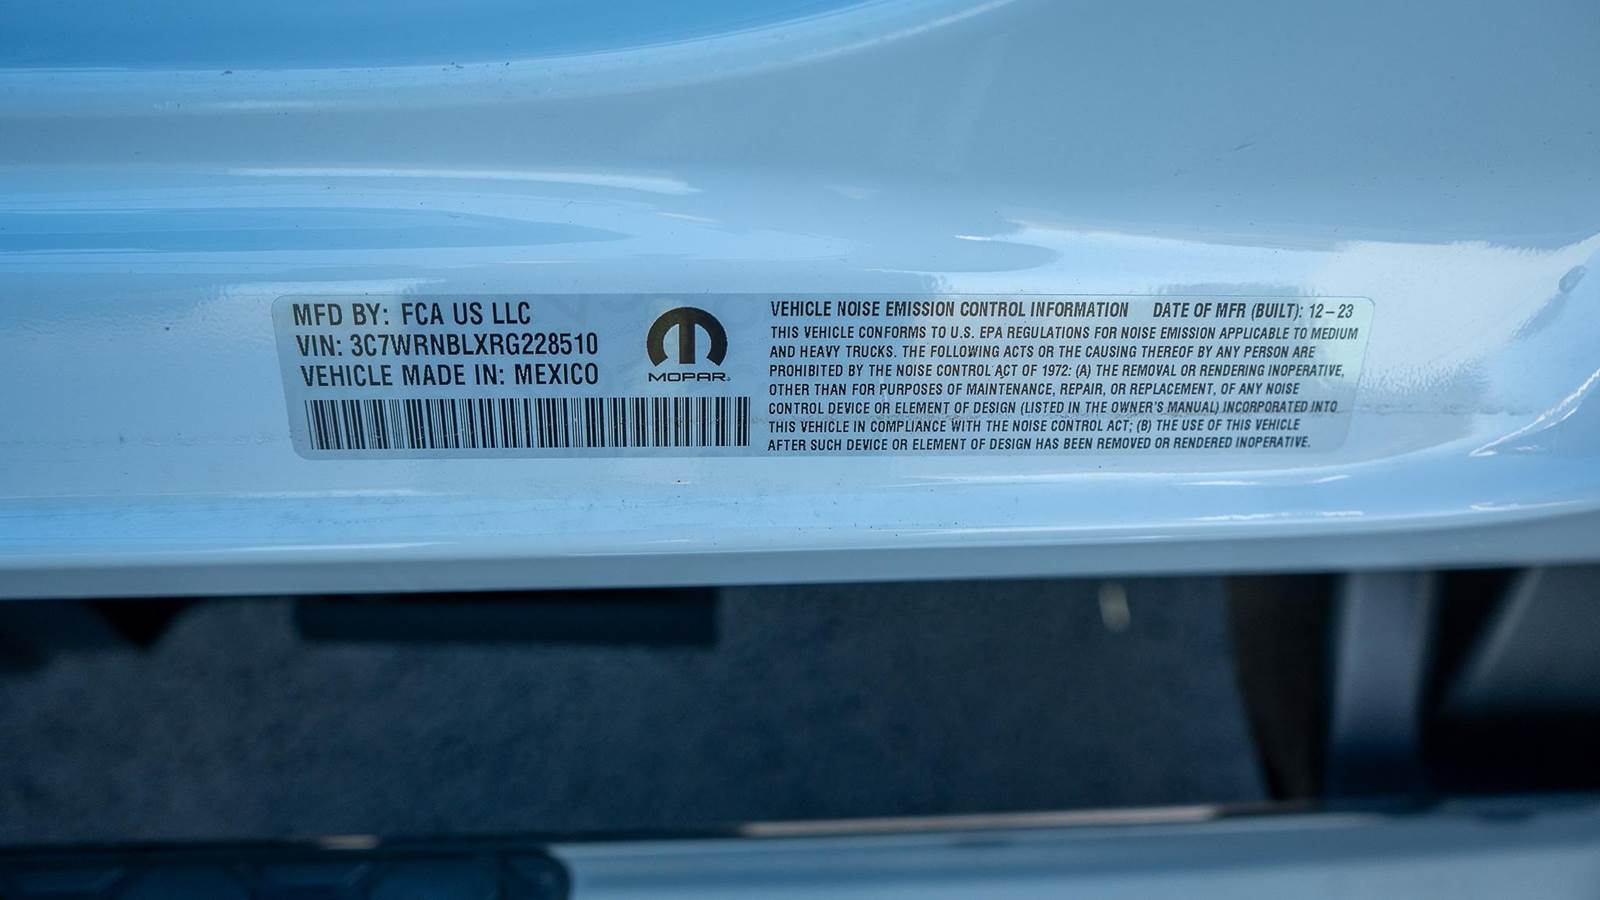 MFD BY: FCA US LLC
VIN: 3C7WRNBLXRG228510
VEHICLE MADE IN: MEXICO
MOPAR.
VEHICLE NOISE EMISSION CONTROL INFORMATION DATE OF MFR (BUILT): 12–23
THIS VEHICLE CONFORMS TO U.S. EPA REGULATIONS FOR NOISE EMISSION APPLICABLE TO MEDIUM
AND HEAVY TRUCKS. THE FOLLOWING ACTS OR THE CAUSING THEREOF BY ANY PERSON ARE
PROHIBITED BY THE NOISE CONTROL ACT OF 1972: (A) THE REMOVAL OR RENDERING INOPERATIVE,
OTHER THAN FOR PURPOSES OF MAINTENANCE, REPAIR, OR REPLACEMENT, OF ANY NOISE
CONTROL DEVICE OR ELEMENT OF DESIGN (LISTED IN THE OWNER'S MANUAL) INCORPORATED INTO
THIS VEHICLE IN COMPLIANCE WITH THE NOISE CONTROL ACT; (B) THE USE OF THIS VEHICLE
AFTER SUCH DEVICE OR ELEMENT OF DESIGN HAS BEEN REMOVED OR RENDERED INOPERATIVE.